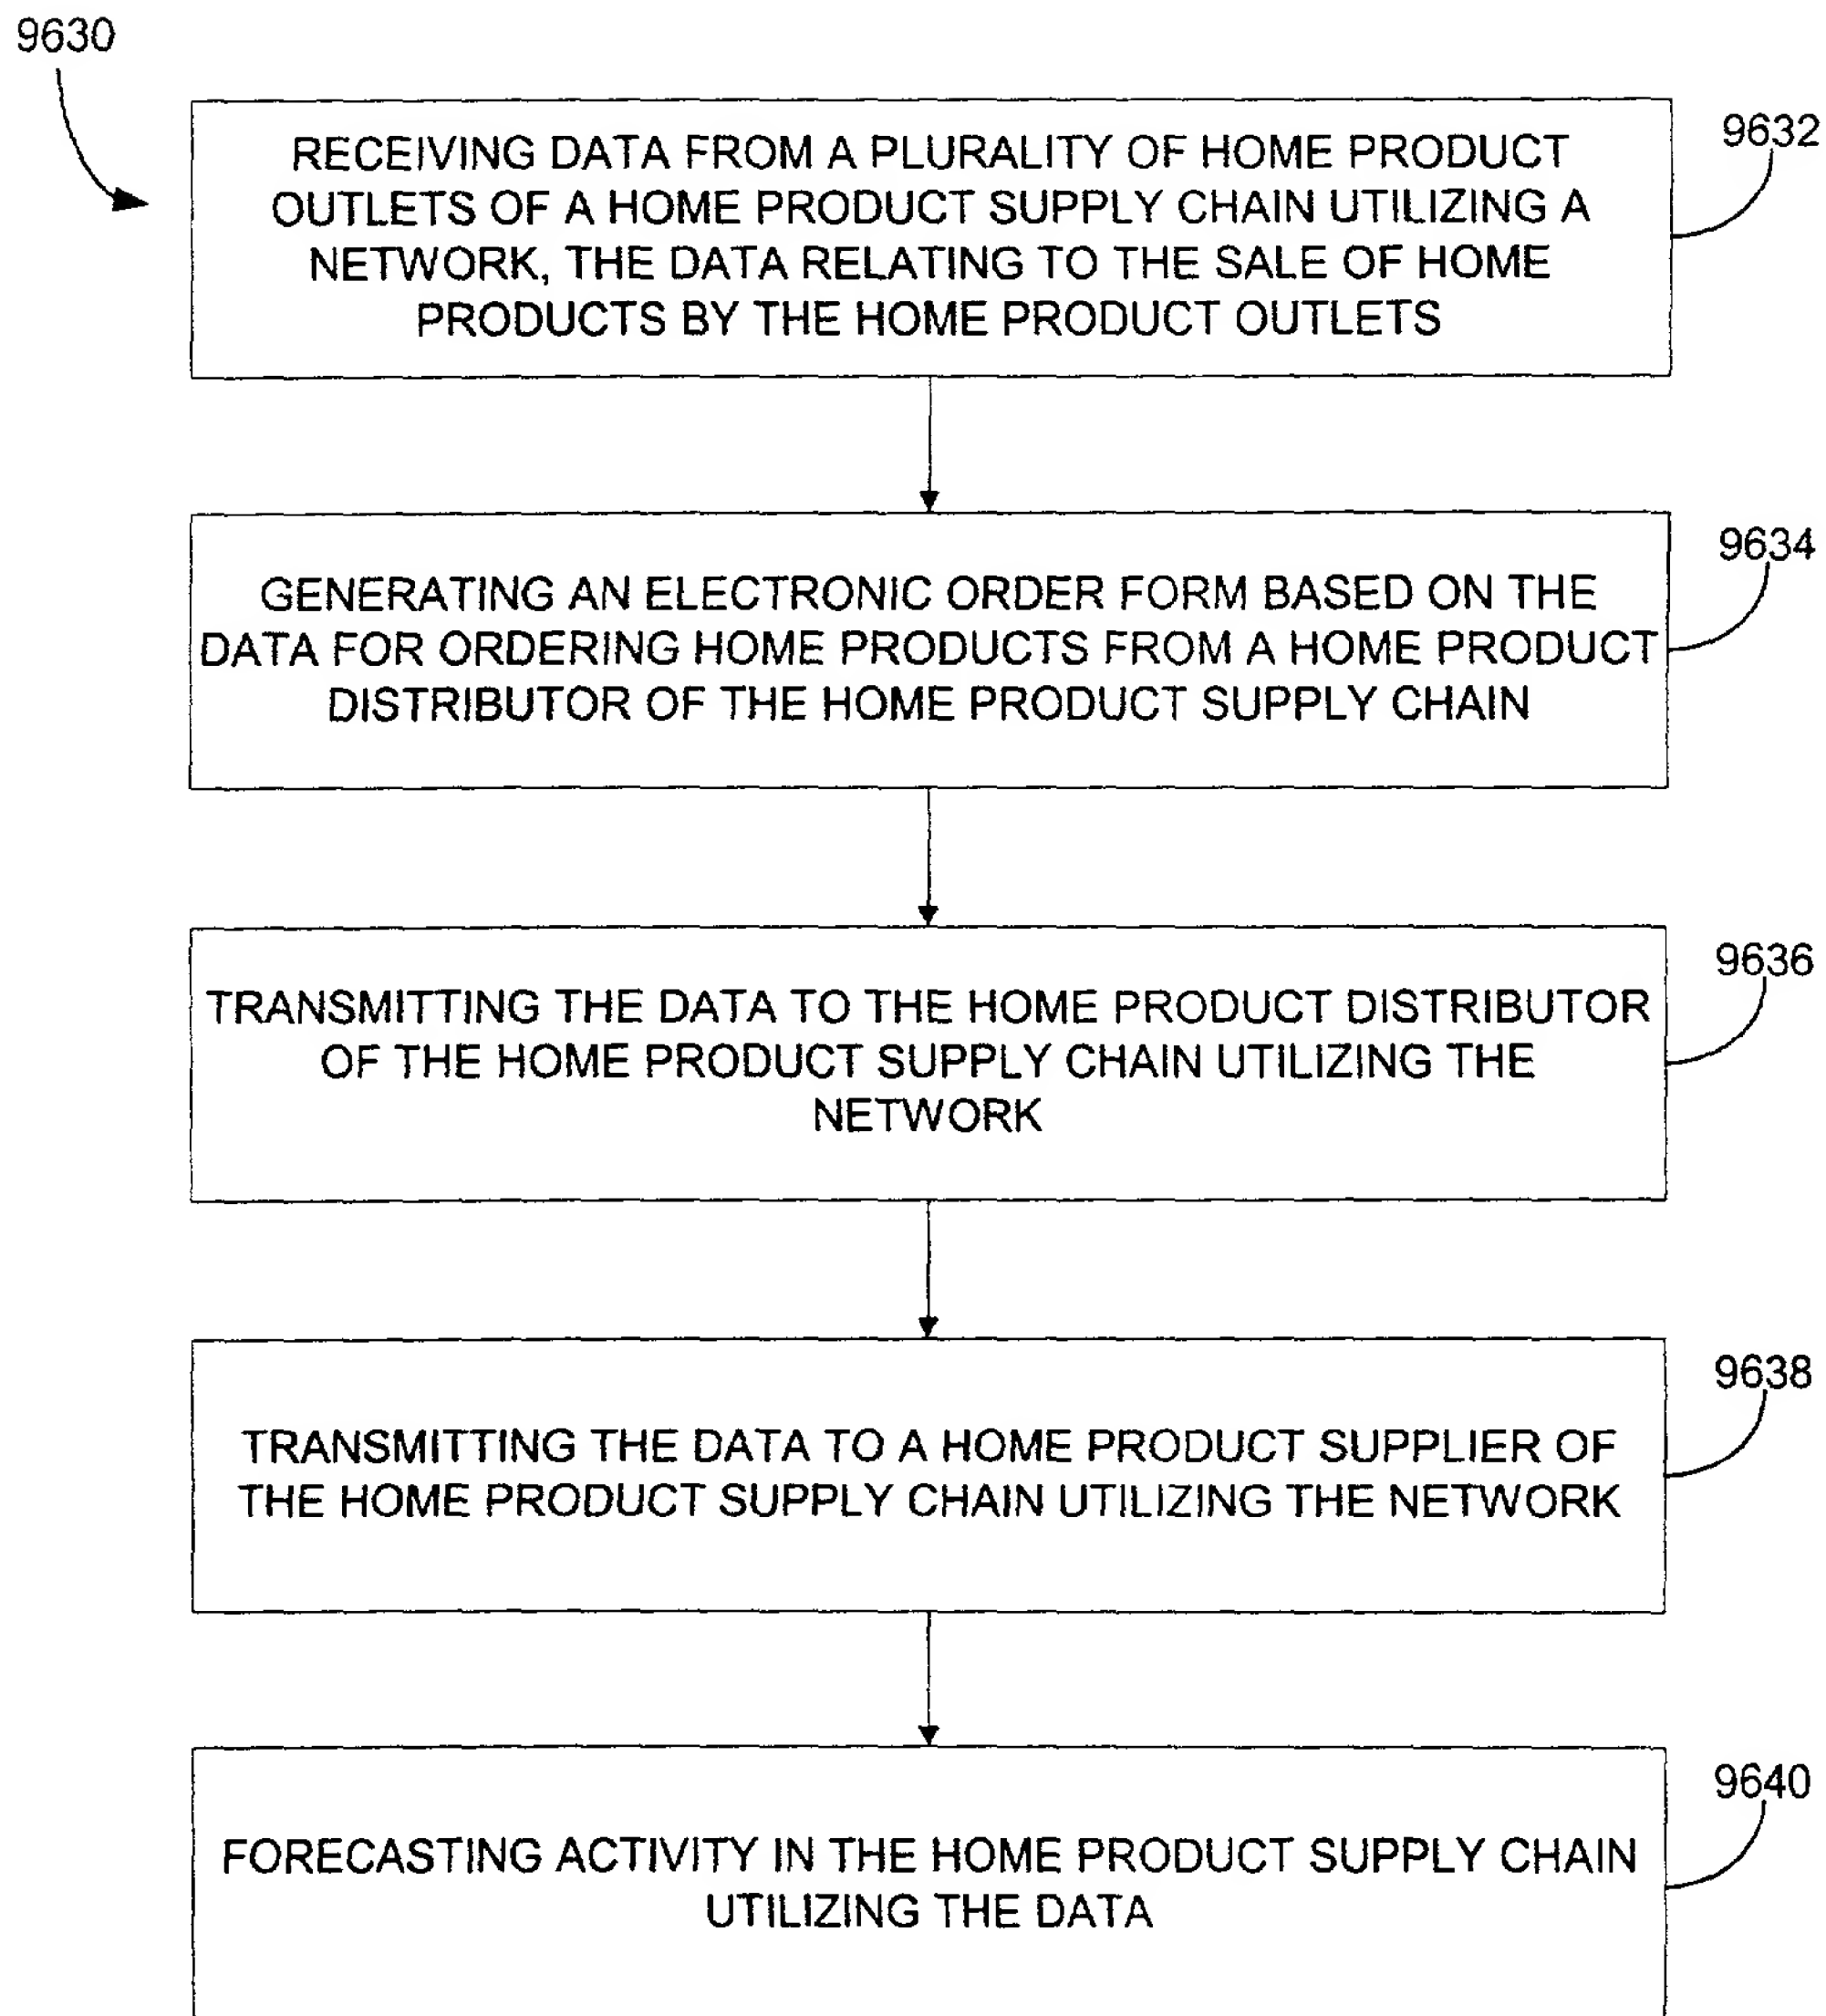 9630
RECEIVING DATA FROM A PLURALITY OF HOME PRODUCT
OUTLETS OF A HOME PRODUCT SUPPLY CHAIN UTILIZING A
NETWORK, THE DATA RELATING TO THE SALE OF HOME
PRODUCTS BY THE HOME PRODUCT OUTLETS
9632
GENERATING AN ELECTRONIC ORDER FORM BASED ON THE
DATA FOR ORDERING HOME PRODUCTS FROM A HOME PRODUCT
DISTRIBUTOR OF THE HOME PRODUCT SUPPLY CHAIN
9634
TRANSMITTING THE DATA TO THE HOME PRODUCT DISTRIBUTOR
OF THE HOME PRODUCT SUPPLY CHAIN UTILIZING THE
NETWORK
9636
TRANSMITTING THE DATA TO A HOME PRODUCT SUPPLIER OF
THE HOME PRODUCT SUPPLY CHAIN UTILIZING THE NETWORK
9638
FORECASTING ACTIVITY IN THE HOME PRODUCT SUPPLY CHAIN
UTILIZING THE DATA
9640